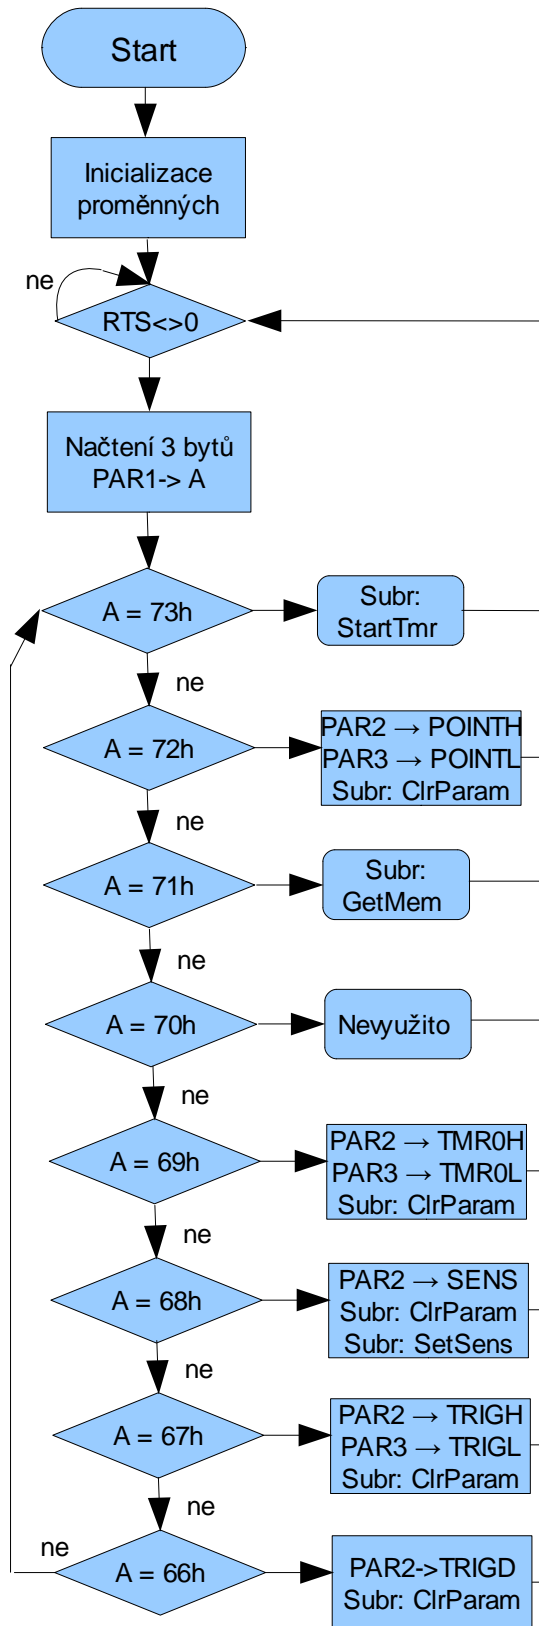 Start
Inicializace
proměnných
ne
RTS<>0
Načtení 3 bytů
PAR1-> A
A = 73h
Subr:
StartTmr
ne
A = 72h
PAR2 → POINTH
PAR3 → POINTL
Subr: ClrParam
ne
A = 71h
Subr:
GetMem
ne
A = 70h
Nevyužito
ne
A = 69h
PAR2 → TMR0H
PAR3 → TMR0L
Subr: ClrParam
ne
A = 68h
PAR2 → SENS
Subr: ClrParam
Subr: SetSens
ne
A = 67h
PAR2 → TRIGH
PAR3 → TRIGL
Subr: ClrParam
ne
ne
A = 66h
PAR2->TRIGD
Subr: ClrParam